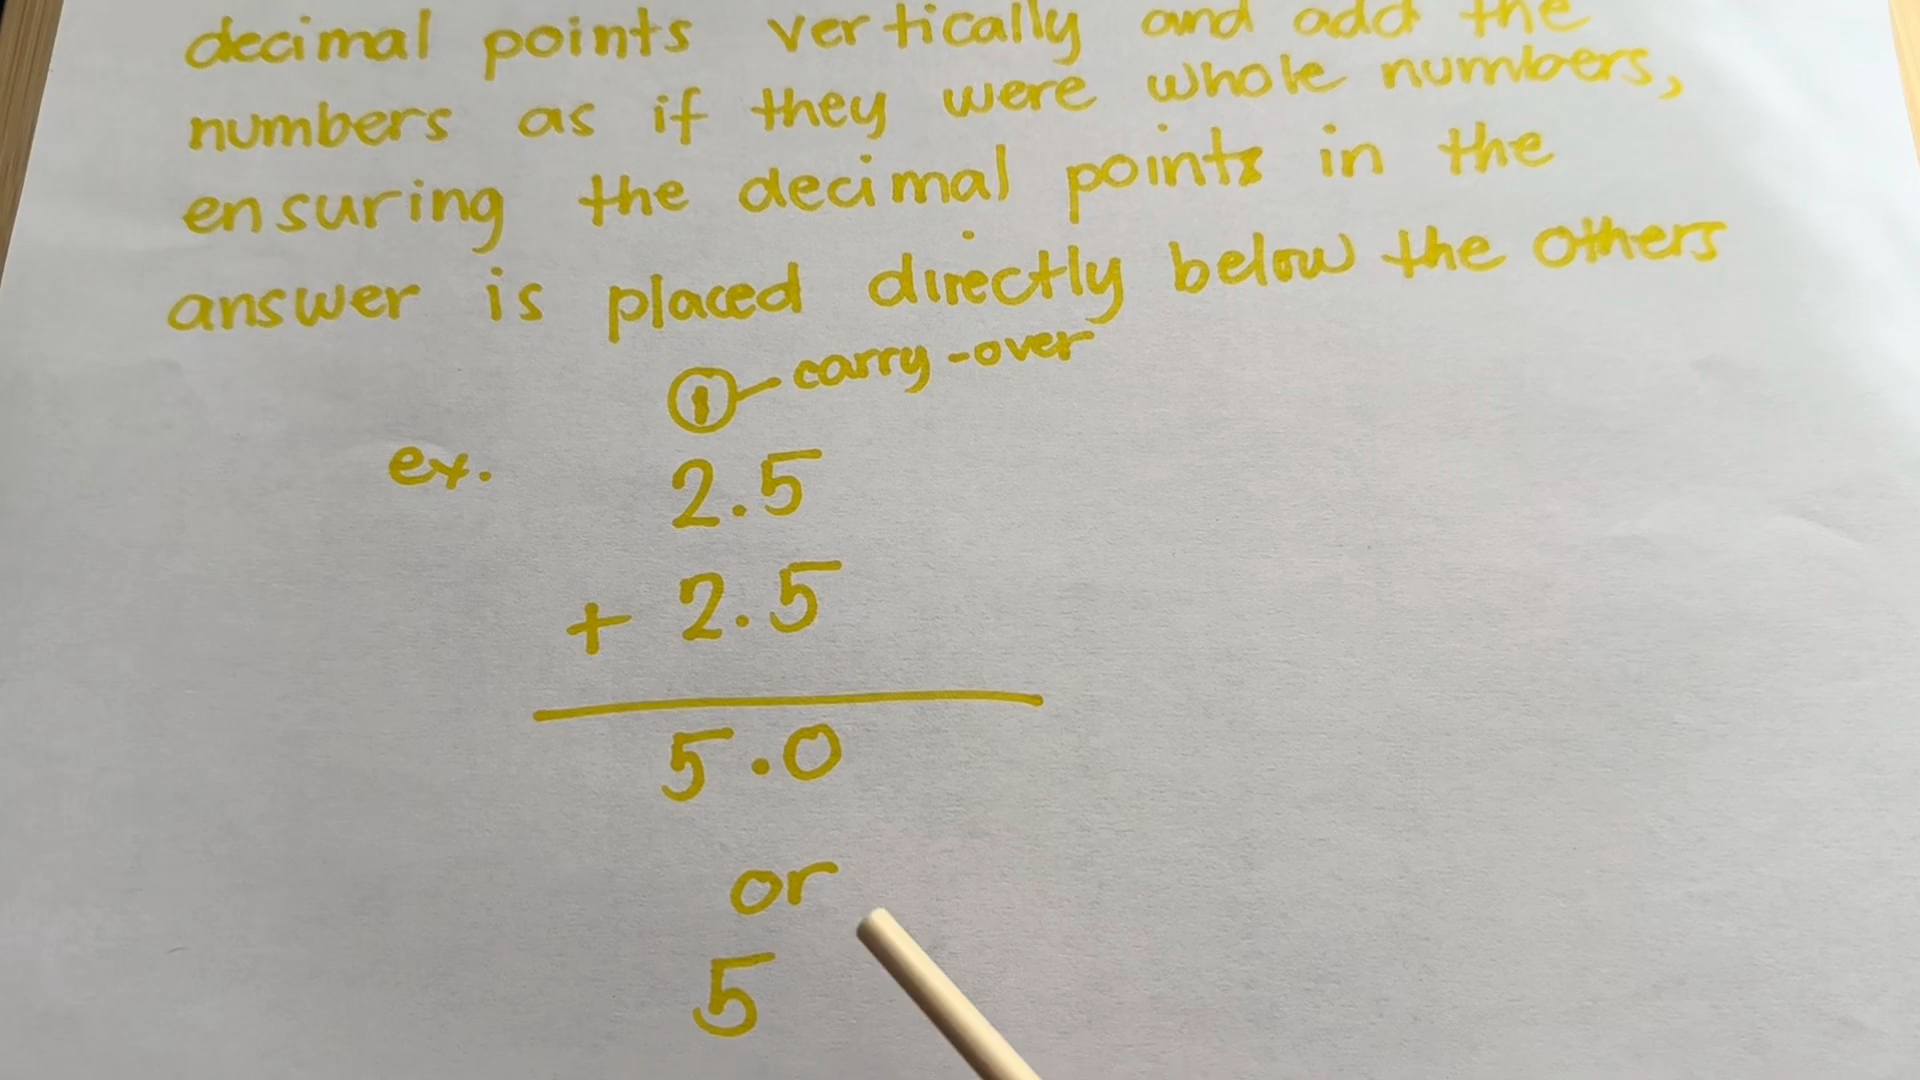 decimal points vertically and add the
numbers as if they were whole numbers,
ensuring the decimal points in the
answer is placed directly below the others
① carry-over
ex. 2.5
+ 2.5
5.0
or
5